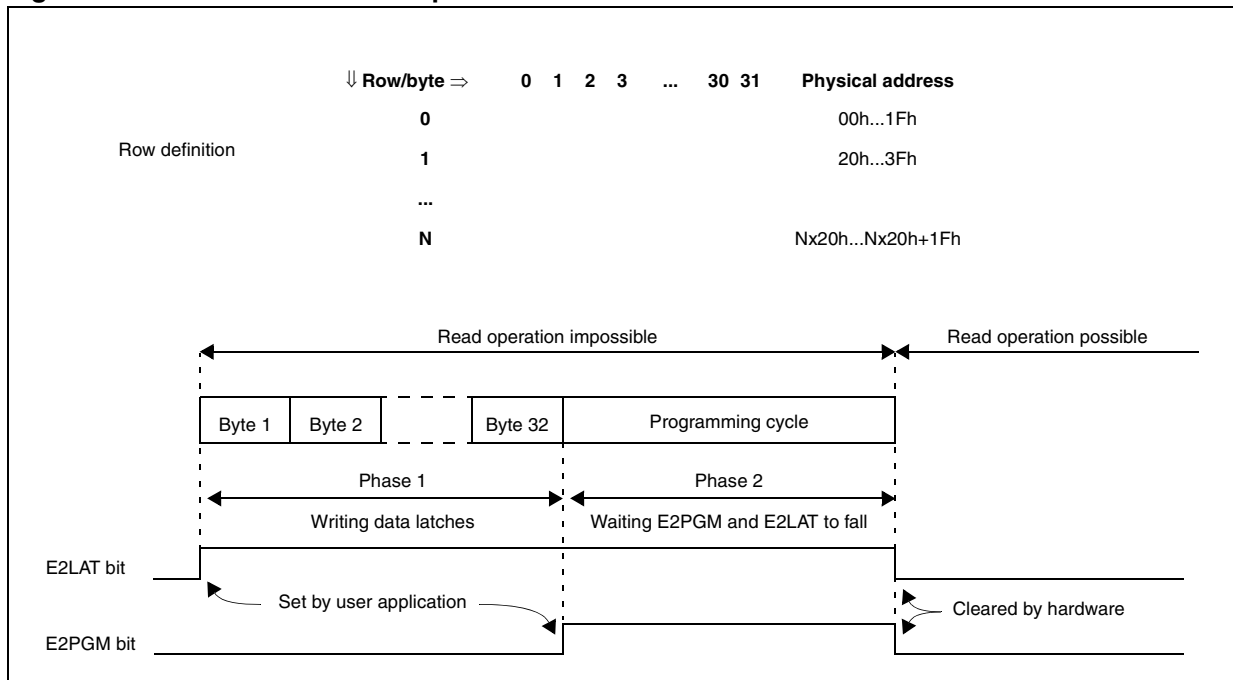 ⇓ Row/byte ⇒ 0 1 2 3 ... 30 31 Physical address
0 00h...1Fh
Row definition
1 20h...3Fh
...
N Nx20h...Nx20h+1Fh
Read operation impossible Read operation possible
Byte 1 Byte 2 Byte 32 Programming cycle
Phase 1 Phase 2
Writing data latches Waiting E2PGM and E2LAT to fall
E2LAT bit
Set by user application Cleared by hardware
E2PGM bit